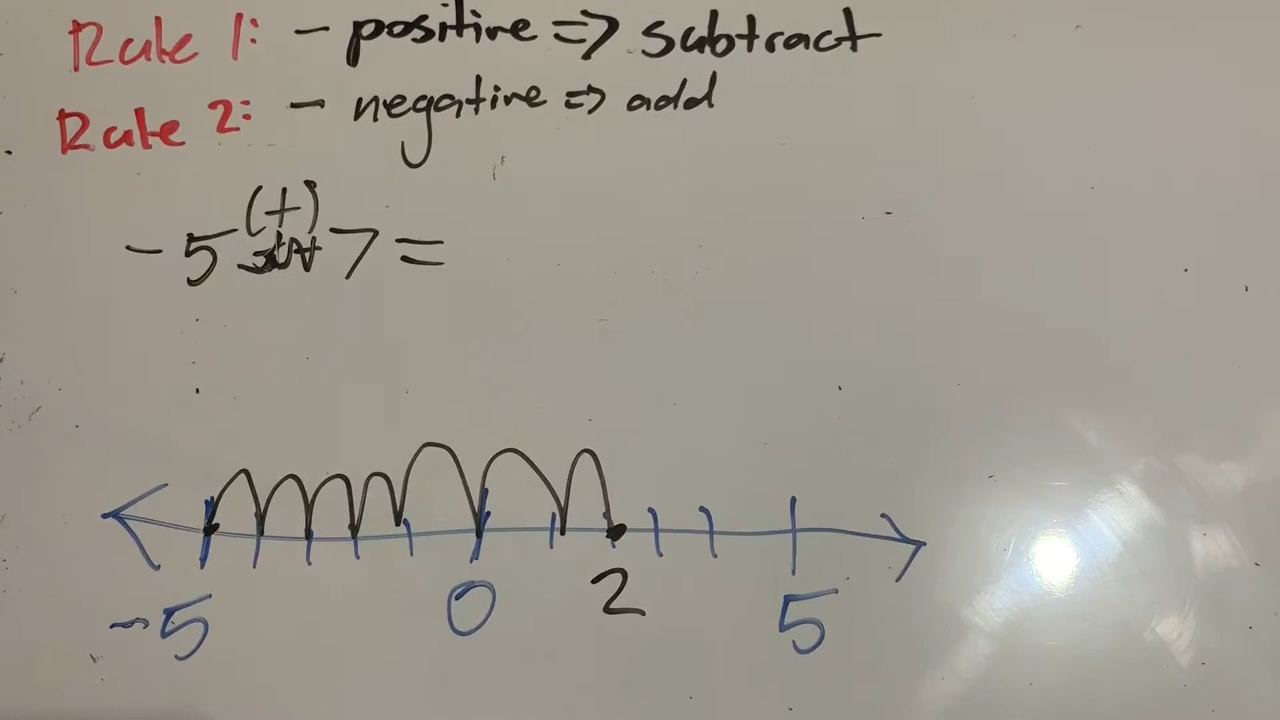 Rule 1: - positive => subtract
Rule 2: - negative => add
(+)
- 5 7 =
-5 0 2 5